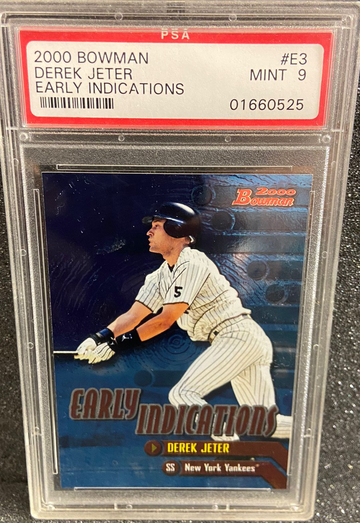 PSA
2000 BOWMAN #E3
DEREK JETER MINT 9
EARLY INDICATIONS
01660525
2000
Bowman
5
EARLY INDICATIONS
DEREK JETER
SS New York Yankees